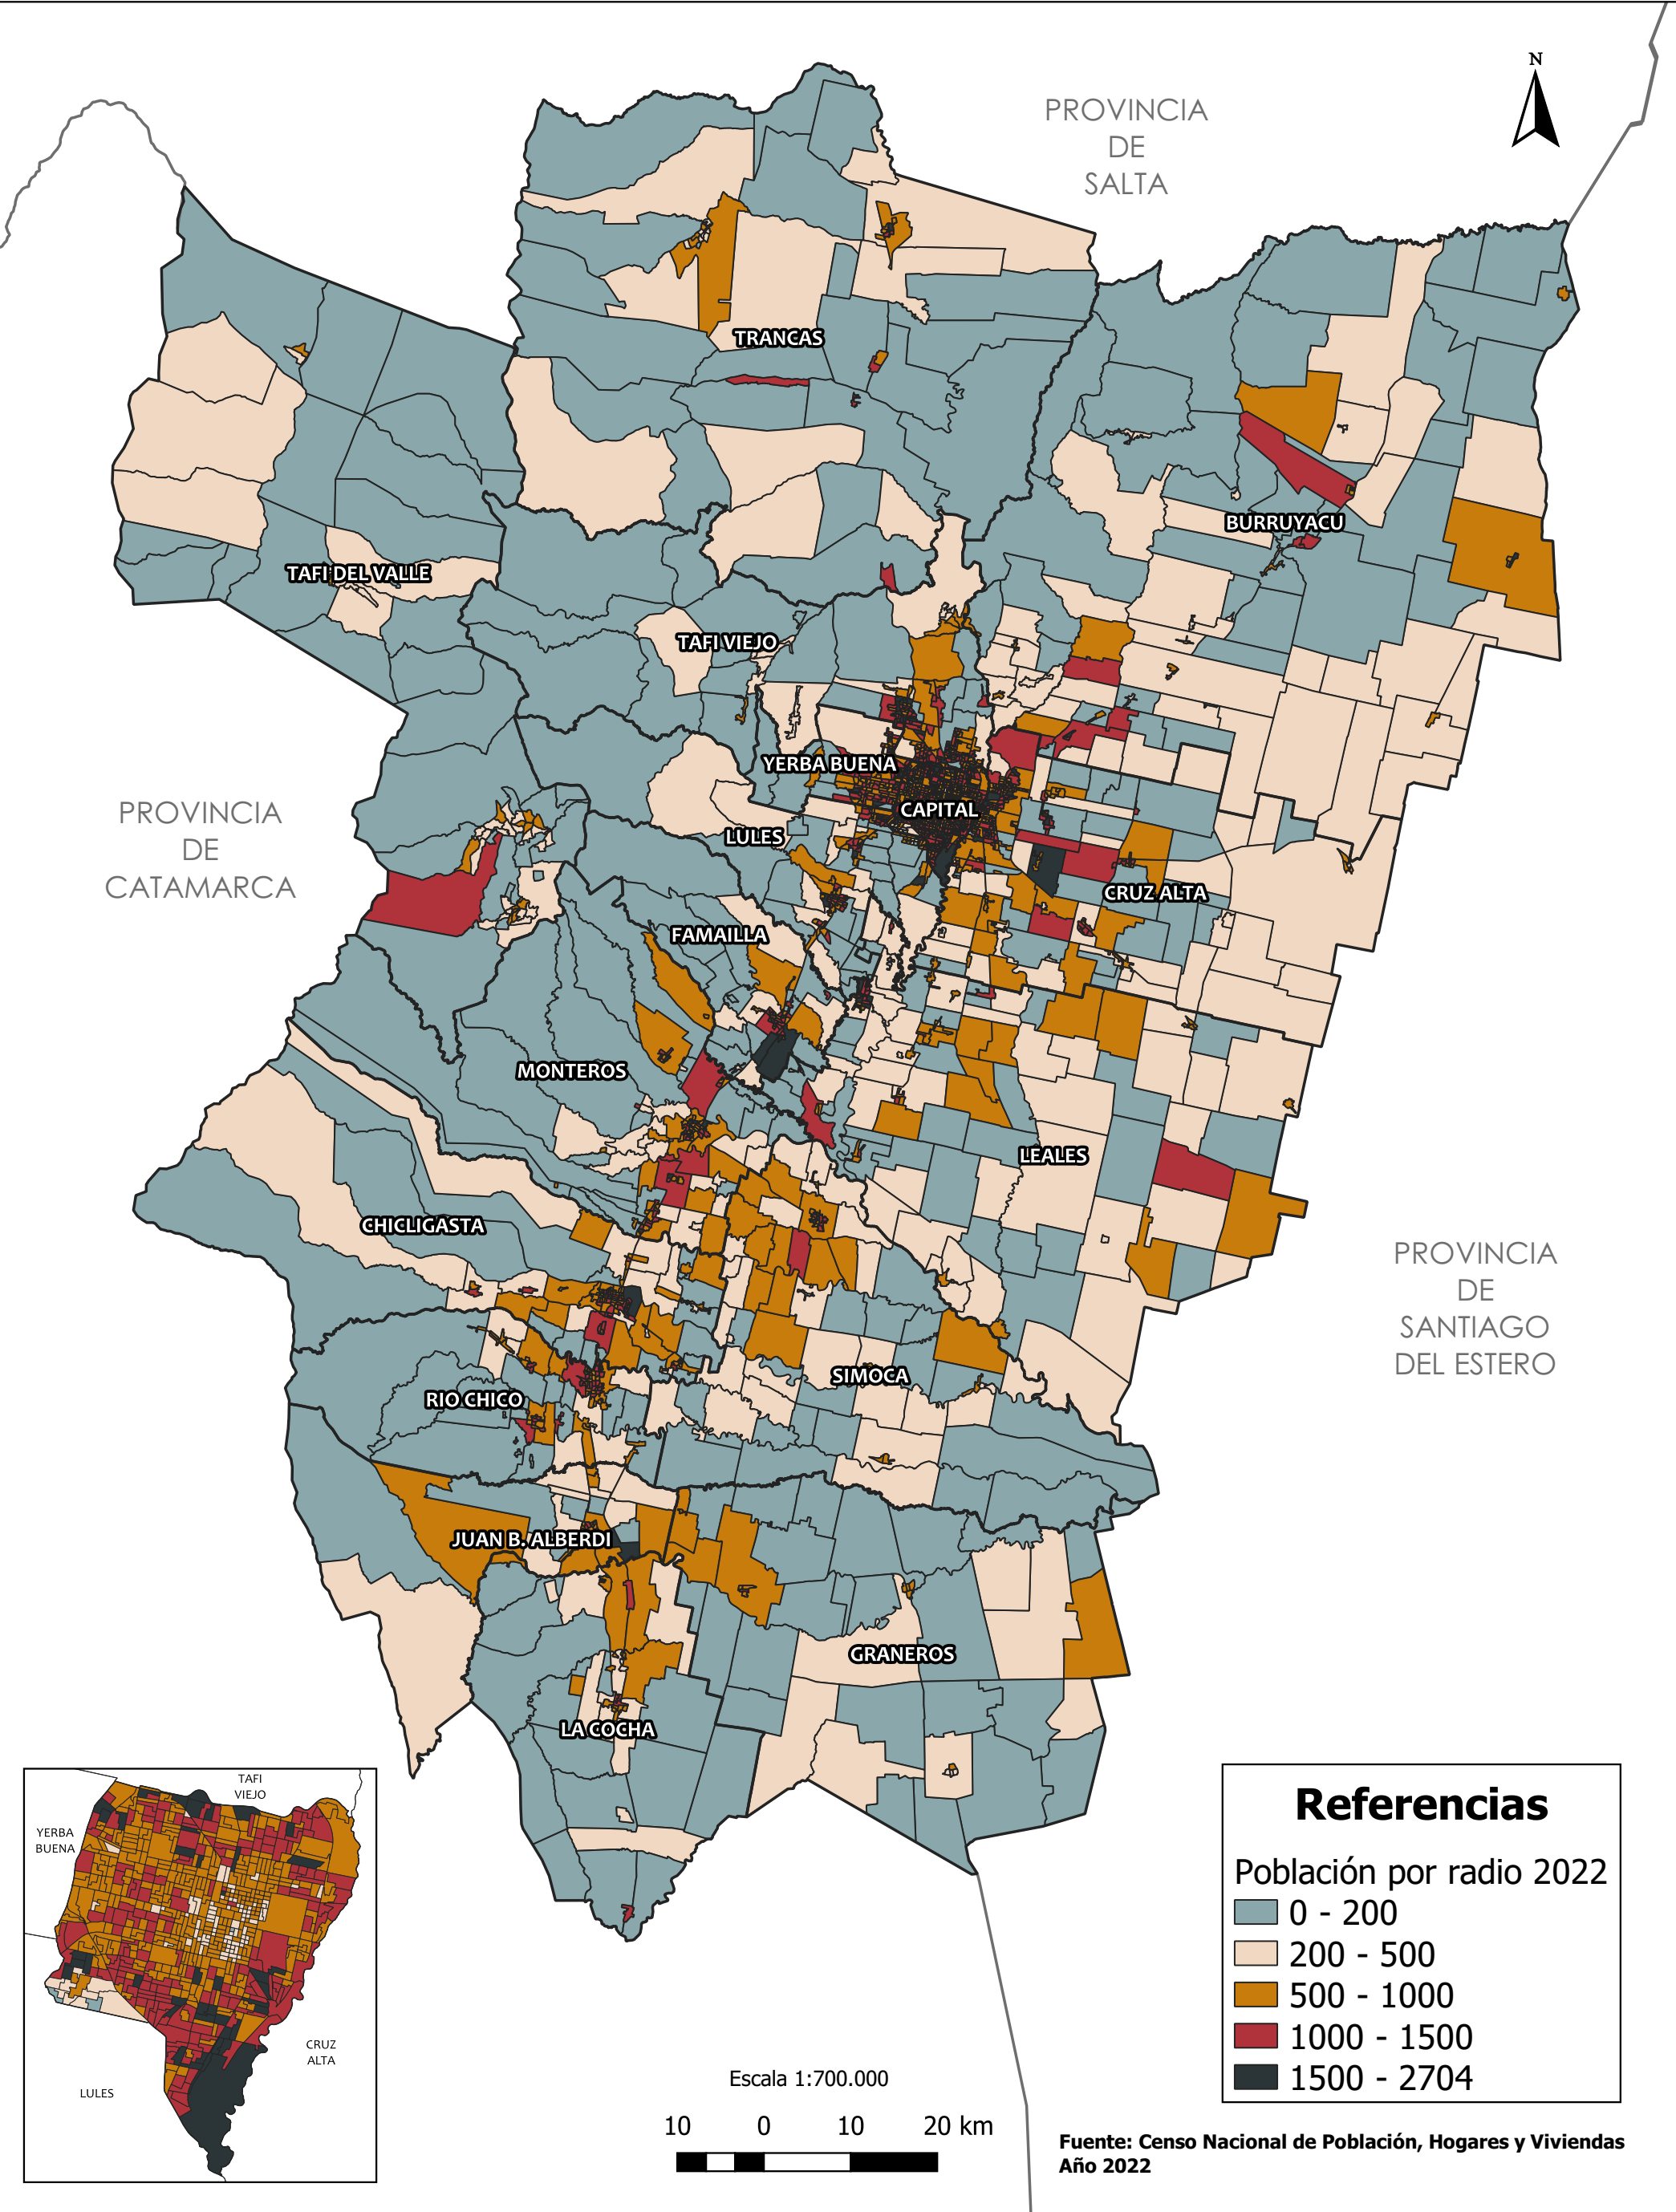 N
PROVINCIA
DE
SALTA
TRANCAS
BURRUYACU
TAFI DEL VALLE
TAFI VIEJO
YERBA BUENA
CAPITAL
PROVINCIA
DE
CATAMARCA
LULES
CRUZ ALTA
FAMAILLA
MONTEROS
LEALES
CHICLIGASTA
PROVINCIA
DE
SANTIAGO
DEL ESTERO
SIMOCA
RIO CHICO
JUAN B. ALBERDI
GRANEROS
LA COCHA
TAFI
VIEJO
YERBA
BUENA
CRUZ
ALTA
LULES
Referencias
Población por radio 2022
0 - 200
200 - 500
500 - 1000
1000 - 1500
1500 - 2704
Escala 1:700.000
10 0 10 20 km
Fuente: Censo Nacional de Población, Hogares y Viviendas
Año 2022